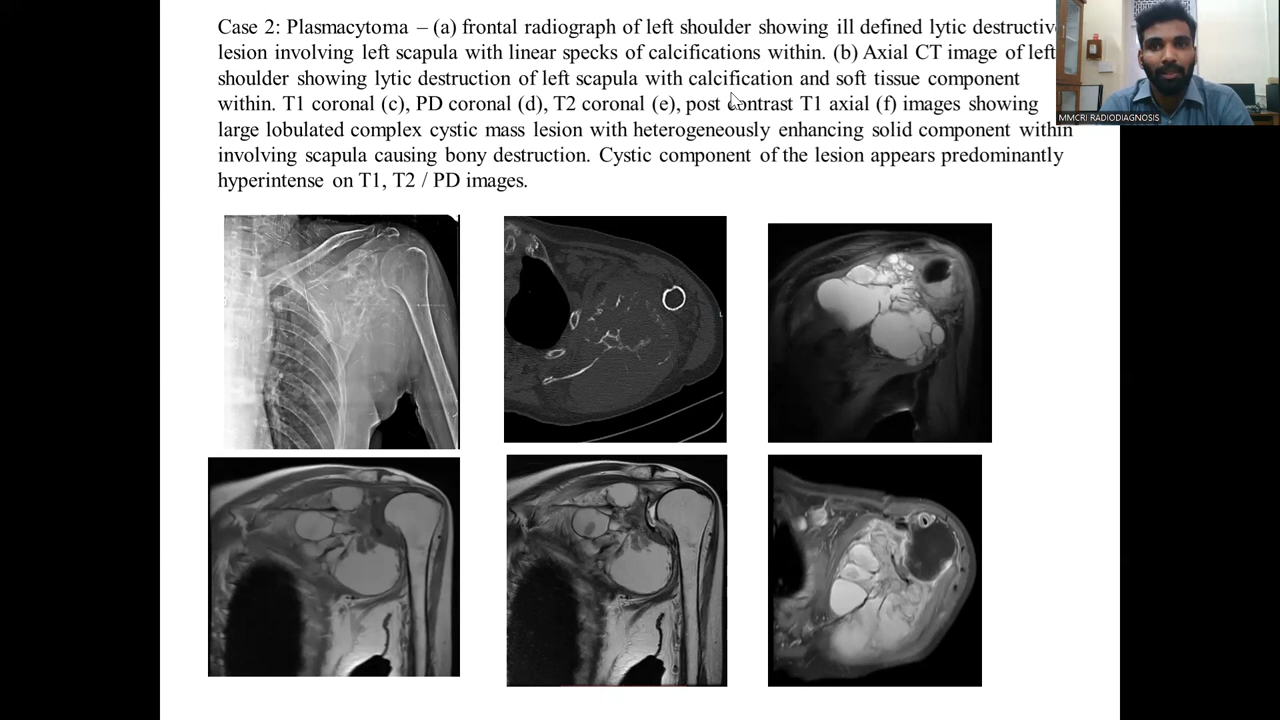 Case 2: Plasmacytoma – (a) frontal radiograph of left shoulder showing ill defined lytic destructive
lesion involving left scapula with linear specks of calcifications within. (b) Axial CT image of left
shoulder showing lytic destruction of left scapula with calcification and soft tissue component
within. T1 coronal (c), PD coronal (d), T2 coronal (e), post contrast T1 axial (f) images showing
large lobulated complex cystic mass lesion with heterogeneously enhancing solid component within
involving scapula causing bony destruction. Cystic component of the lesion appears predominantly
hyperintense on T1, T2 / PD images.
MMCRI RADIODIAGNOSIS